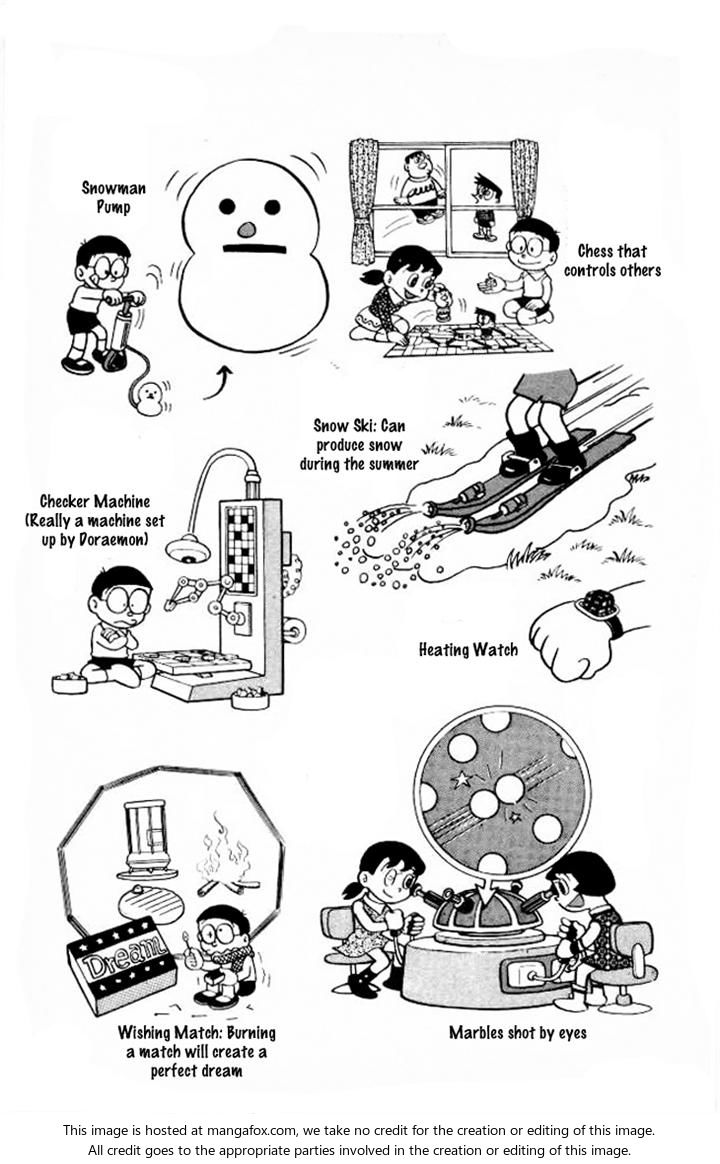 Snowman
Pump
Chess that
controls others
Snow Ski: Can
produce snow
during the summer
Checker Machine
(Really a machine set
up by Doraemon)
Heating Watch
Dream
Wishing Match: Burning
a match will create a
perfect dream
Marbles shot by eyes
This image is hosted at mangafox.com, we take no credit for the creation or editing of this image.
All credit goes to the appropriate parties involved in the creation or editing of this image.